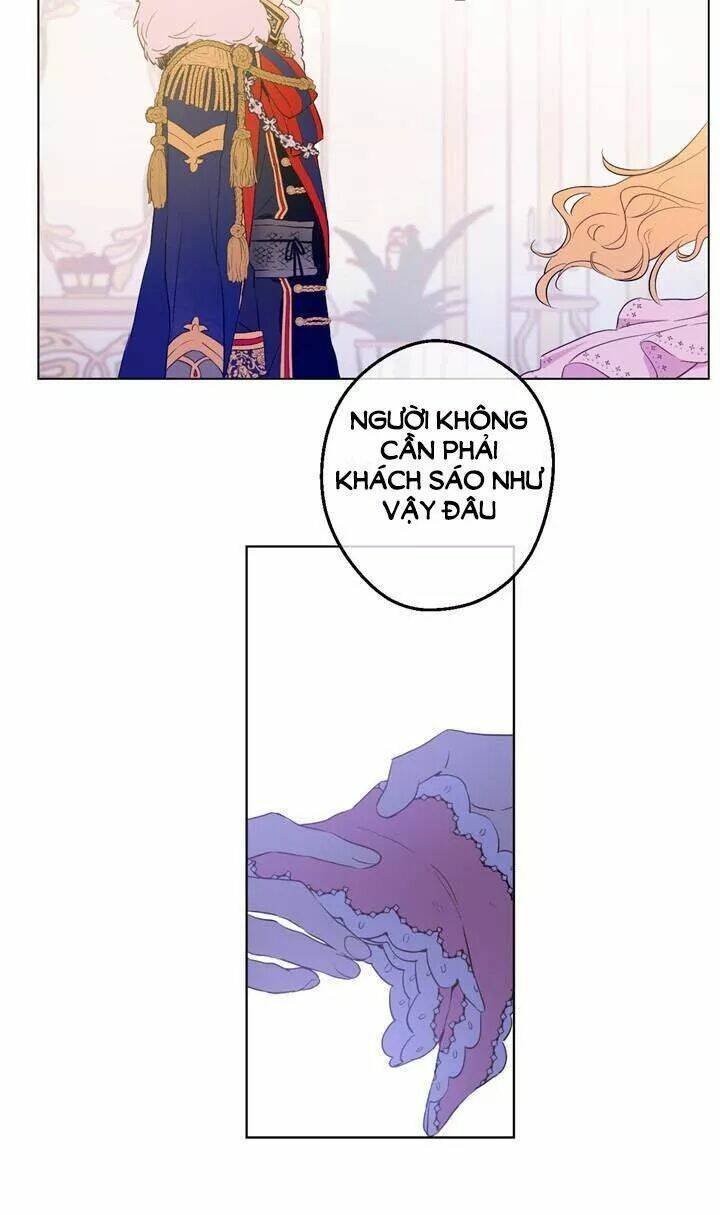 NGƯỜI KHÔNG
CẦN PHẢI
KHÁCH SÁO NHƯ
VẬY ĐÂU